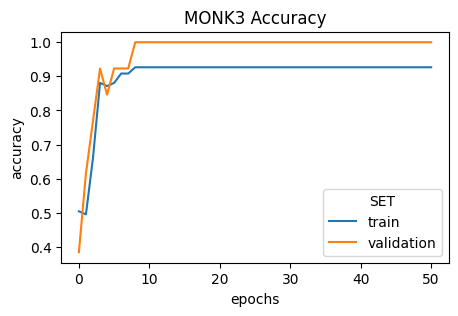 MONK3 Accuracy
accuracy
1.0
0.9
0.8
0.7
0.6
0.5
0.4
SET
train
validation
0 10 20 30 40 50
epochs